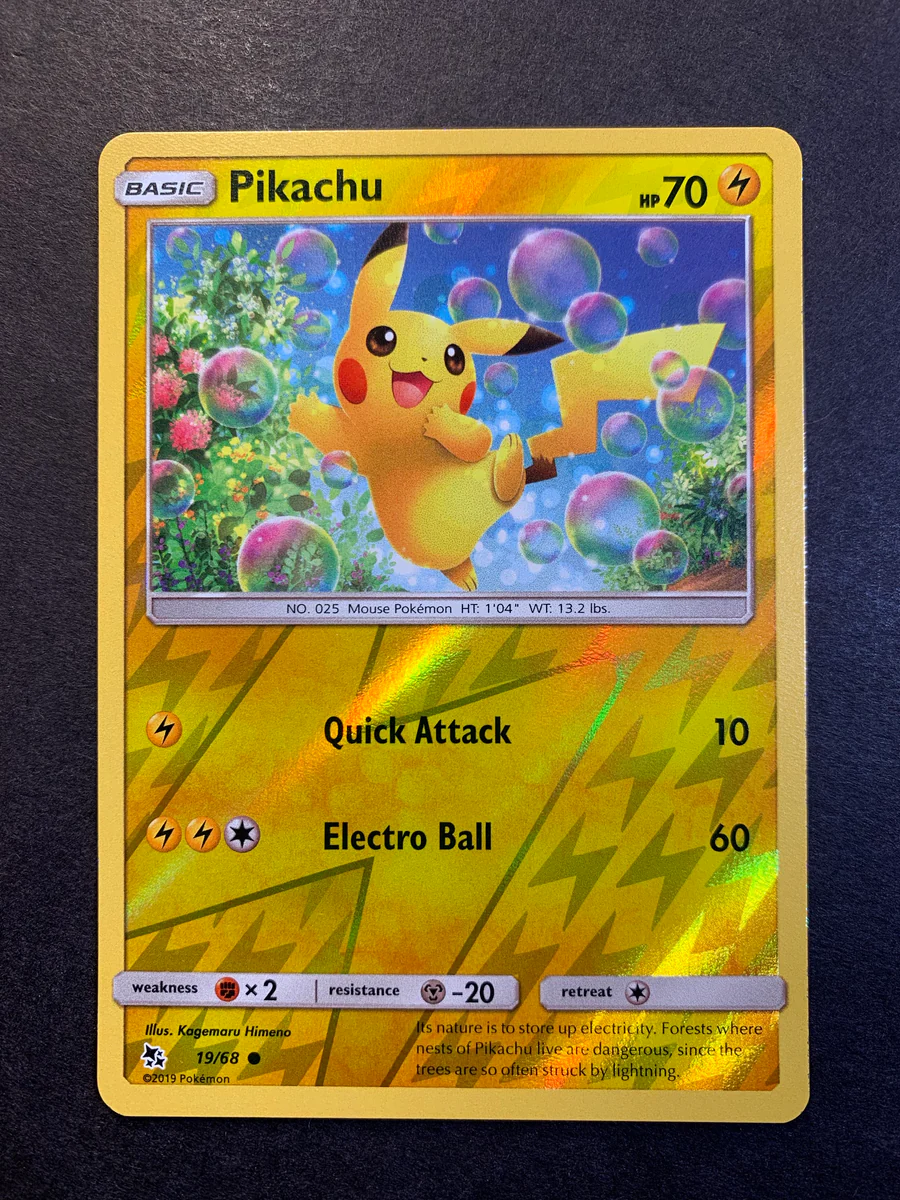 BASIC Pikachu HP 70
NO. 025 Mouse Pokémon HT: 1'04" WT: 13.2 lbs.
Quick Attack 10
Electro Ball 60
weakness ×2 resistance -20 retreat
Illus. Kagemaru Himeno
19/68
©2019 Pokémon
Its nature is to store up electricity. Forests where
nests of Pikachu live are dangerous, since the
trees are so often struck by lightning.